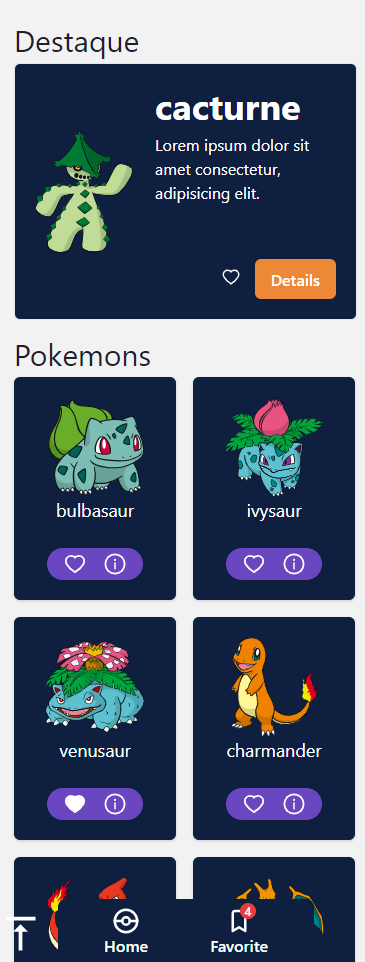 Destaque
cacturne
Lorem ipsum dolor sit
amet consectetur,
adipisicing elit.
Details
Pokemons
bulbasaur
ivysaur
venusaur
charmander
4
Home
Favorite